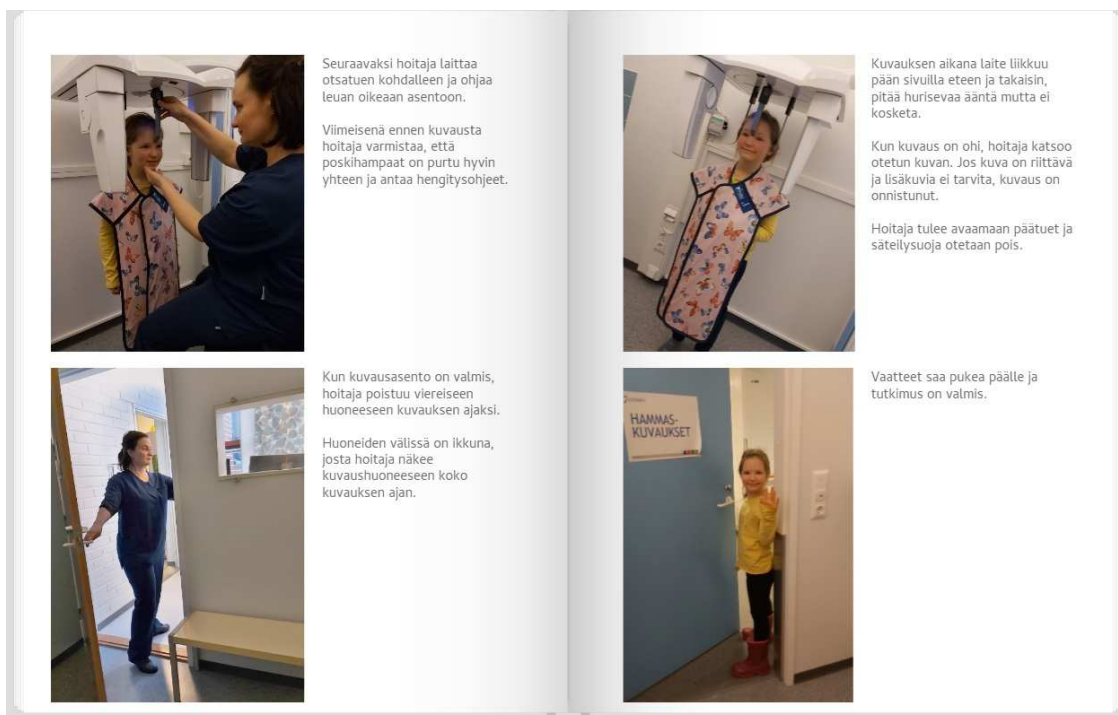 Seuraavaksi hoitaja laittaa
otsatuen kohdalleen ja ohjaa
leuan oikeaan asentoon.
Viimeisenä ennen kuvausta
hoitaja varmistaa, että
poskihampaat on purtu hyvin
yhteen ja antaa hengitysohjeet.
Kun kuvausasento on valmis,
hoitaja poistuu viereiseen
huoneeseen kuvauksen ajaksi.
Huoneiden välissä on ikkuna,
josta hoitaja näkee
kuvaushuoneeseen koko
kuvauksen ajan.
Kuvauksen aikana laite liikkuu
pään sivuilla eteen ja takaisin,
pitää hurisevaa ääntä mutta ei
kosketa.
Kun kuvaus on ohi, hoitaja katsoo
otetun kuvan. Jos kuva on riittävä
ja lisäkuvia ei tarvita, kuvaus on
onnistunut.
Hoitaja tulee avaamaan päätuet ja
säteilysuoja otetaan pois.
HAMMAS-
KUVAUKSET
Vaatteet saa pukea päälle ja
tutkimus on valmis.